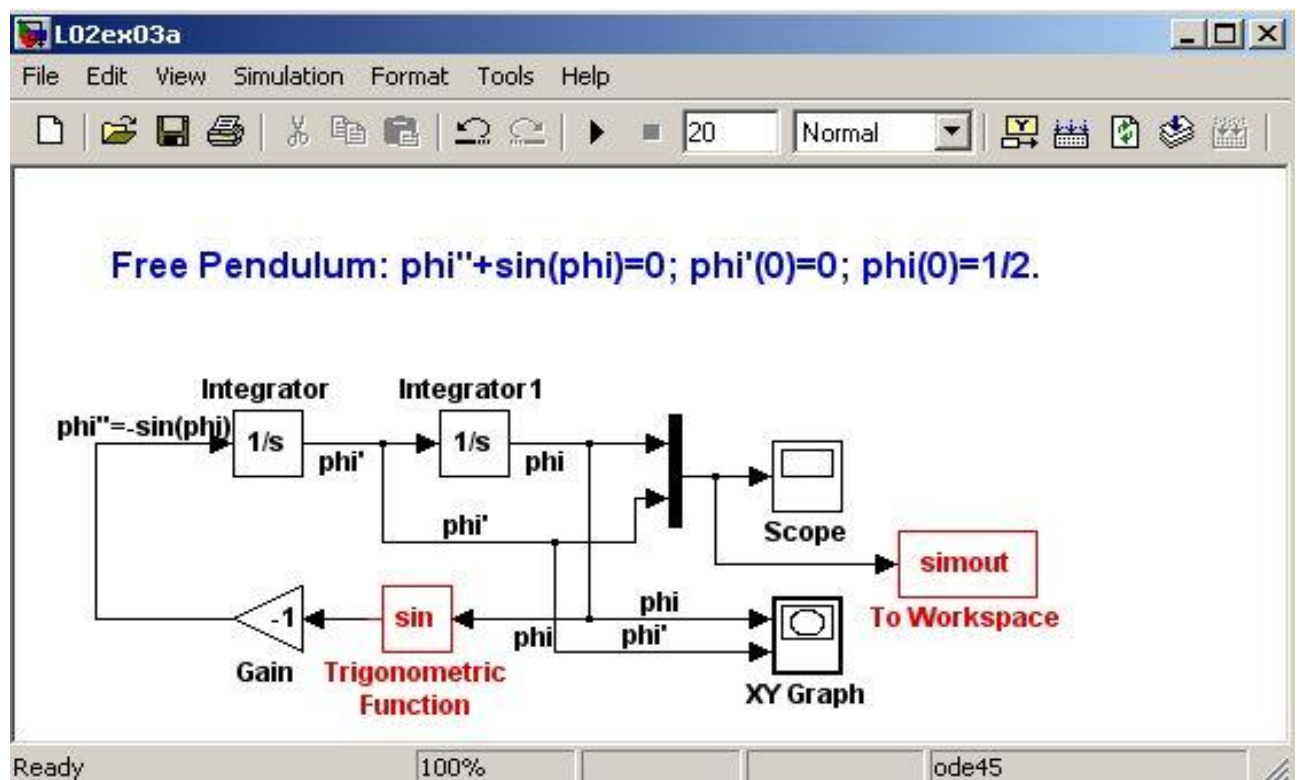 L02ex03a
File Edit View Simulation Format Tools Help
20 Normal
Free Pendulum: phi"+sin(phi)=0; phi'(0)=0; phi(0)=1/2.
Integrator Integrator1
phi"=-sin(phi)
1/s 1/s
phi' phi
phi'
Scope
simout
To Workspace
-1 sin
phi
phi phi'
Gain Trigonometric
Function
XY Graph
Ready 100% ode45